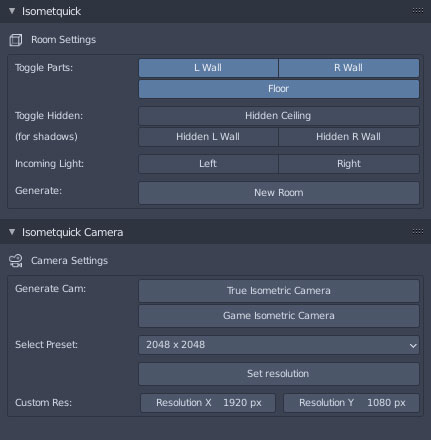 Isometquick
Room Settings
Toggle Parts: L Wall R Wall
Floor
Toggle Hidden: Hidden Ceiling
(for shadows) Hidden L Wall Hidden R Wall
Incoming Light: Left Right
Generate: New Room
Isometquick Camera
Camera Settings
Generate Cam: True Isometric Camera
Game Isometric Camera
Select Preset: 2048 x 2048
Set resolution
Custom Res: Resolution X 1920 px Resolution Y 1080 px